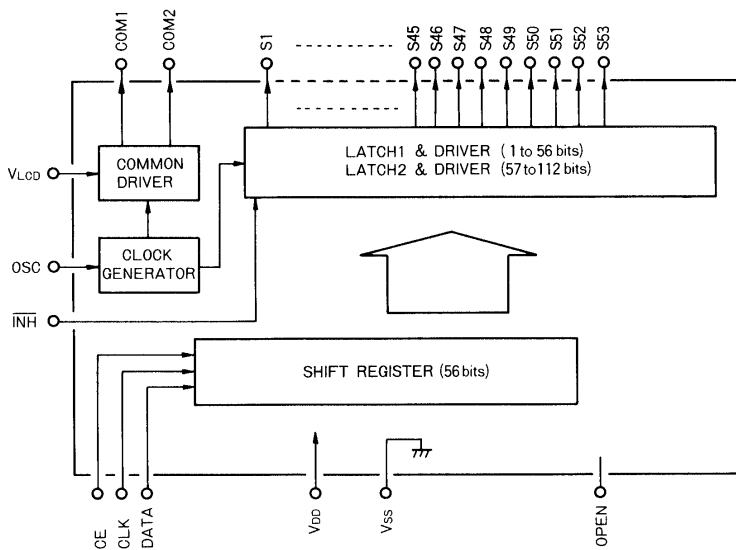 COM1
COM2
S1
S45
S46
S47
S48
S49
S50
S51
S52
S53
VLCD
COMMON
DRIVER
LATCH1 & DRIVER (1 to 56 bits)
LATCH2 & DRIVER (57 to 112 bits)
OSC
CLOCK
GENERATOR
INH
SHIFT REGISTER (56 bits)
CE
CLK
DATA
VDD
VSS
OPEN